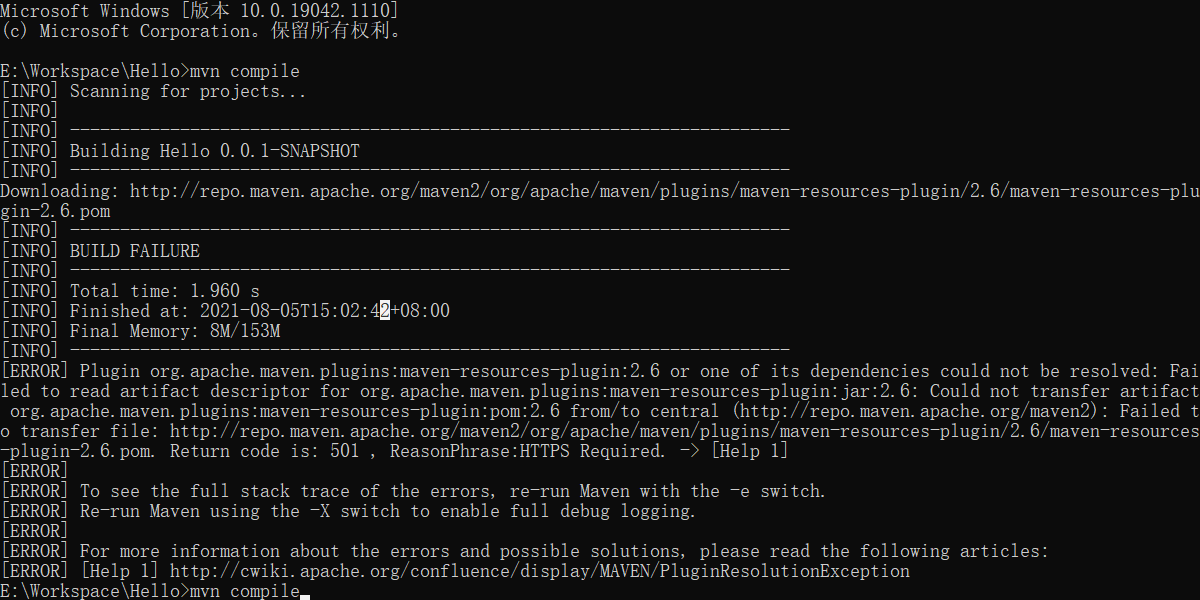 Microsoft Windows [版本 10.0.19042.1110]
(c) Microsoft Corporation。保留所有权利。
E:\Workspace\Hello>mvn compile
[INFO] Scanning for projects...
[INFO]
[INFO] ------------------------------------------------------------------------
[INFO] Building Hello 0.0.1-SNAPSHOT
[INFO] ------------------------------------------------------------------------
Downloading: http://repo.maven.apache.org/maven2/org/apache/maven/plugins/maven-resources-plugin/2.6/maven-resources-plu
gin-2.6.pom
[INFO] ------------------------------------------------------------------------
[INFO] BUILD FAILURE
[INFO] ------------------------------------------------------------------------
[INFO] Total time: 1.960 s
[INFO] Finished at: 2021-08-05T15:02:42+08:00
[INFO] Final Memory: 8M/153M
[INFO] ------------------------------------------------------------------------
[ERROR] Plugin org.apache.maven.plugins:maven-resources-plugin:2.6 or one of its dependencies could not be resolved: Fai
led to read artifact descriptor for org.apache.maven.plugins:maven-resources-plugin:jar:2.6: Could not transfer artifact
 org.apache.maven.plugins:maven-resources-plugin:pom:2.6 from/to central (http://repo.maven.apache.org/maven2): Failed t
o transfer file: http://repo.maven.apache.org/maven2/org/apache/maven/plugins/maven-resources-plugin/2.6/maven-resources
-plugin-2.6.pom. Return code is: 501 , ReasonPhrase:HTTPS Required. -> [Help 1]
[ERROR]
[ERROR] To see the full stack trace of the errors, re-run Maven with the -e switch.
[ERROR] Re-run Maven using the -X switch to enable full debug logging.
[ERROR]
[ERROR] For more information about the errors and possible solutions, please read the following articles:
[ERROR] [Help 1] http://cwiki.apache.org/confluence/display/MAVEN/PluginResolutionException
E:\Workspace\Hello>mvn compile